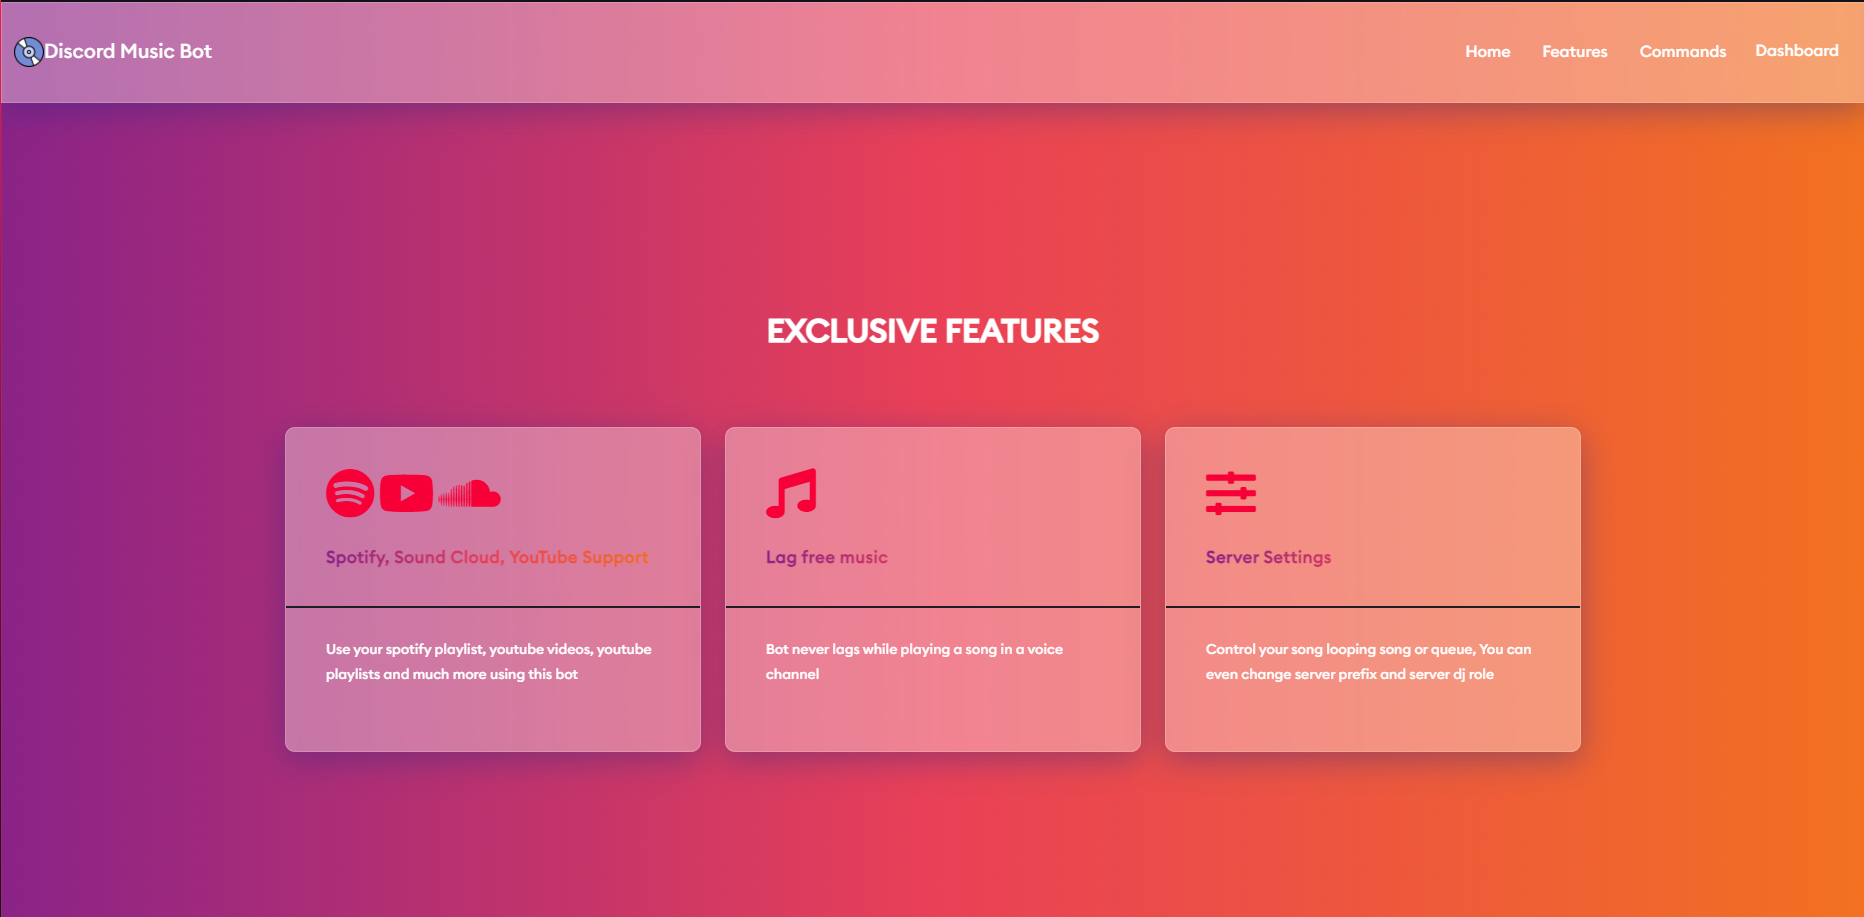 Discord Music Bot
Home Features Commands Dashboard
EXCLUSIVE FEATURES
Spotify, Sound Cloud, YouTube Support
Use your spotify playlist, youtube videos, youtube
playlists and much more using this bot
Lag free music
Bot never lags while playing a song in a voice
channel
Server Settings
Control your song looping song or queue, You can
even change server prefix and server dj role